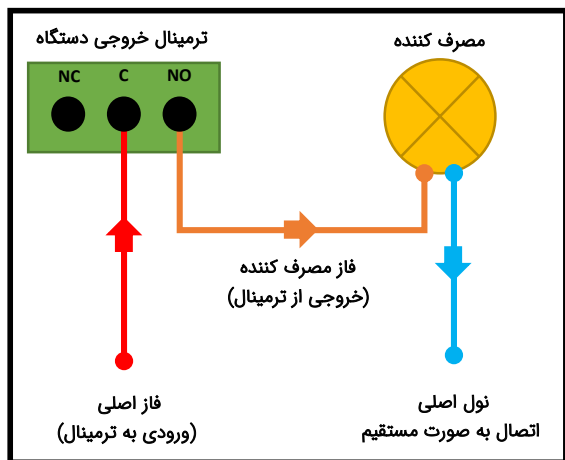 ترمینال خروجی دستگاه
مصرف کننده
NC C NO
فاز مصرف کننده
(خروجی از ترمینال)
فاز اصلی
(ورودی به ترمینال)
نول اصلی
اتصال به صورت مستقیم